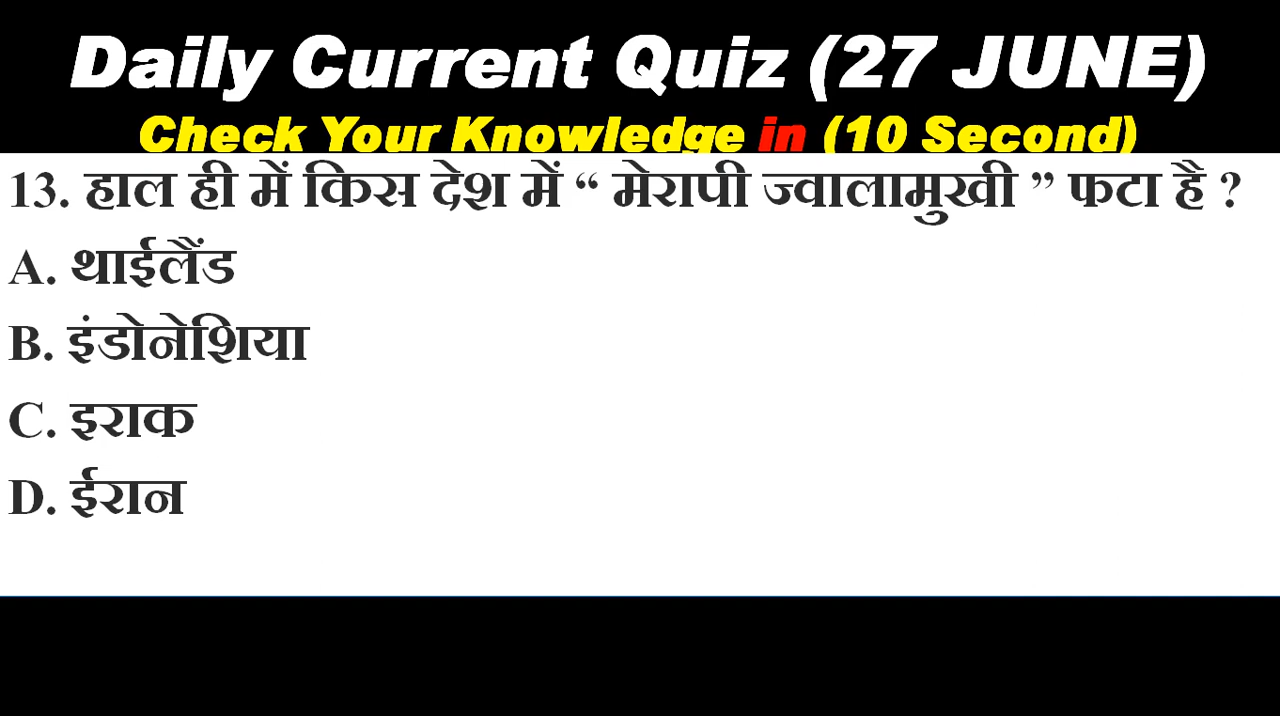 Daily Current Quiz (27 JUNE)
Check Your Knowledge in (10 Second)
13. हाल ही में किस देश में “ मेरापी ज्वालामुखी ” फटा है ?
A. थाईलैंड
B. इंडोनेशिया
C. इराक
D. ईरान